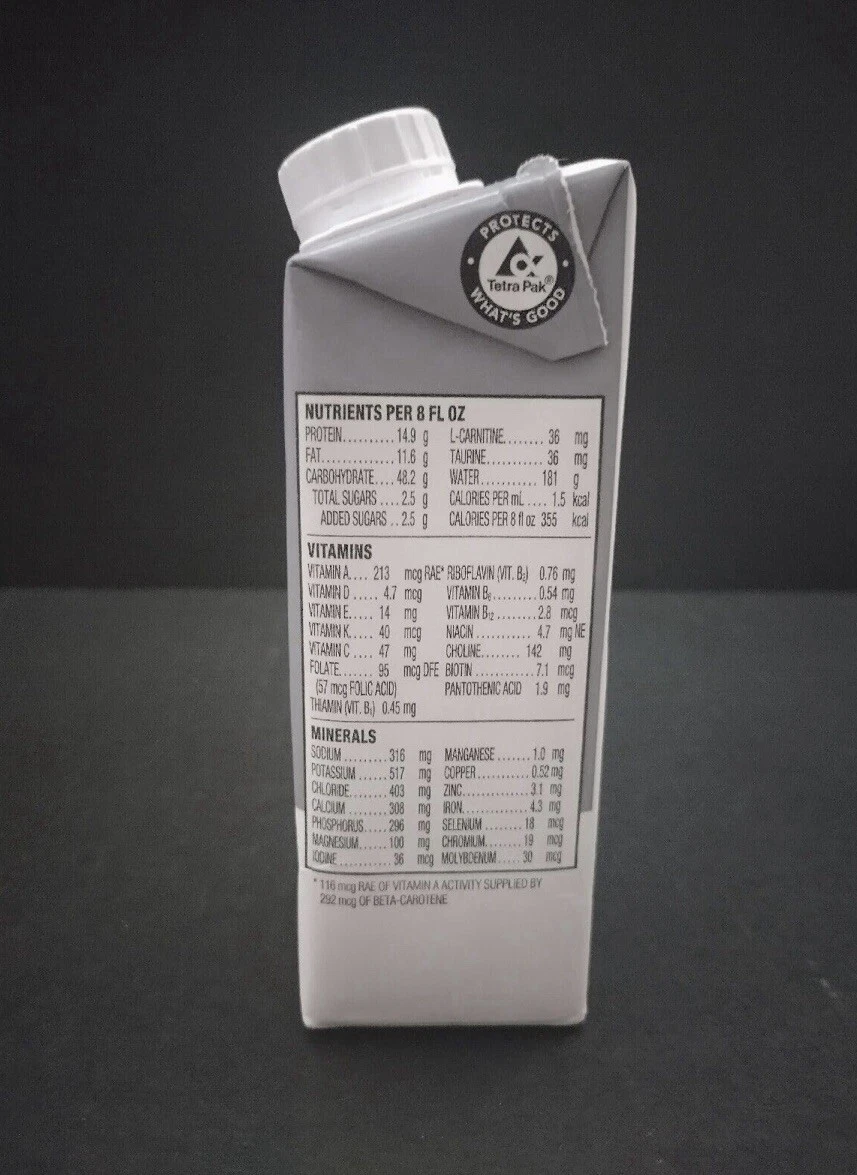 PROTECTS
Tetra Pak®
WHAT'S GOOD
NUTRIENTS PER 8 FL OZ
PROTEIN.......... 14.9 g L-CARNITINE........ 36 mg
FAT............... 11.6 g TAURINE........... 36 mg
CARBOHYDRATE.... 48.2 g WATER........... 181 g
TOTAL SUGARS .... 2.5 g CALORIES PER mL .... 1.5 kcal
ADDED SUGARS .. 2.5 g CALORIES PER 8 fl oz 355 kcal
VITAMINS
VITAMIN A.... 213 mcg RAE* RIBOFLAVIN (VIT. B₂) 0.76 mg
VITAMIN D ..... 4.7 mcg VITAMIN B₆.......... 0.54 mg
VITAMIN E..... 14 mg VITAMIN B₁₂ ........ 2.8 mcg
VITAMIN K..... 40 mcg NIACIN ........... 4.7 mg NE
VITAMIN C .... 47 mg CHOLINE........ 142 mg
FOLATE....... 95 mcg DFE BIOTIN ............ 7.1 mcg
(57 mcg FOLIC ACID) PANTOTHENIC ACID 1.9 mg
THIAMIN (VIT. B₁) 0.45 mg
MINERALS
SODIUM ......... 316 mg MANGANESE ....... 1.0 mg
POTASSIUM ...... 517 mg COPPER ........... 0.52 mg
CHLORIDE........ 403 mg ZINC.............. 3.1 mg
CALCIUM ........ 308 mg IRON.............. 4.3 mg
PHOSPHORUS..... 296 mg SELENIUM ........ 18 mcg
MAGNESIUM...... 100 mg CHROMIUM........ 19 mcg
IODINE............ 36 mcg MOLYBDENUM..... 30 mcg
*116 mcg RAE OF VITAMIN A ACTIVITY SUPPLIED BY
292 mcg OF BETA-CAROTENE